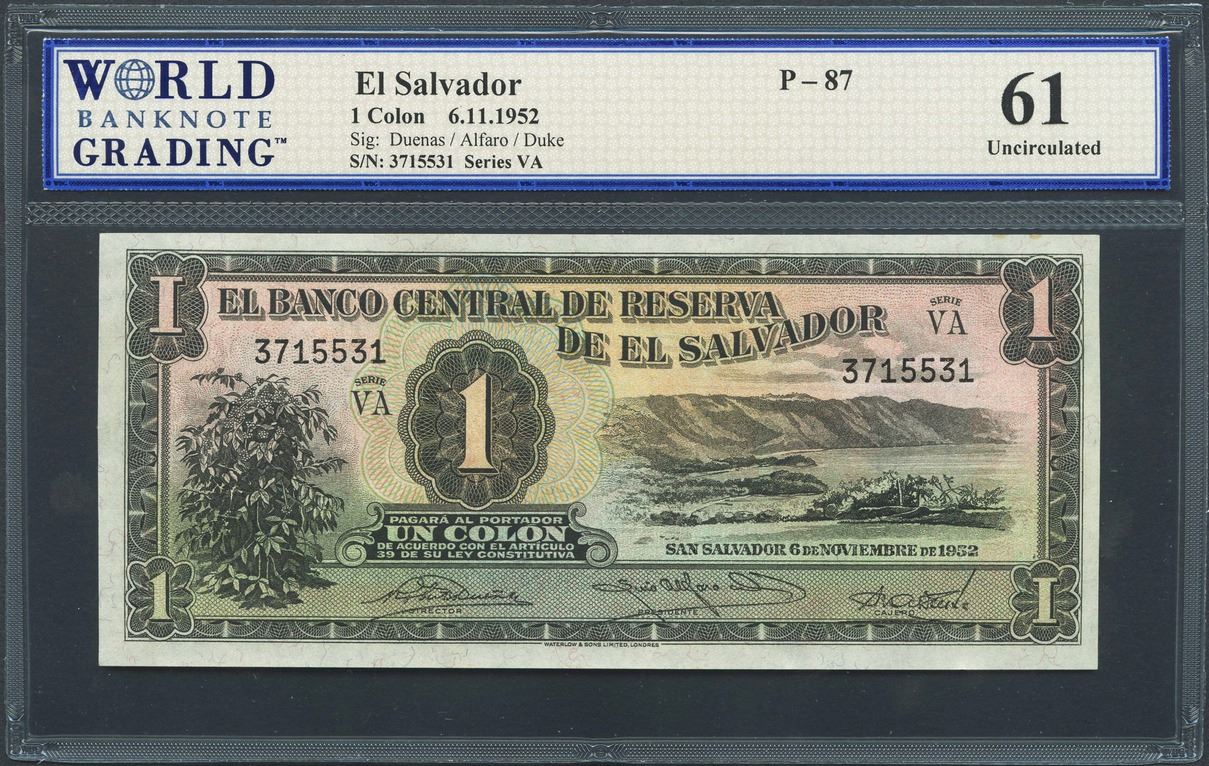 WORLD
BANKNOTE
GRADING™
El Salvador
1 Colon 6.11.1952
Sig: Duenas / Alfaro / Duke
S/N: 3715531 Series VA
P – 87
61
Uncirculated
1
1
EL BANCO CENTRAL DE RESERVA
DE EL SALVADOR
SERIE
VA
3715531
3715531
SERIE
VA
1
PAGARÁ AL PORTADOR
UN COLON
DE ACUERDO CON EL ARTÍCULO
39 DE SU LEY CONSTITUTIVA
SAN SALVADOR 6 DE NOVIEMBRE DE 1952
1
1
DIRECTOR
PRESIDENTE
CAJERO
WATERLOW & SONS LIMITED, LONDRES